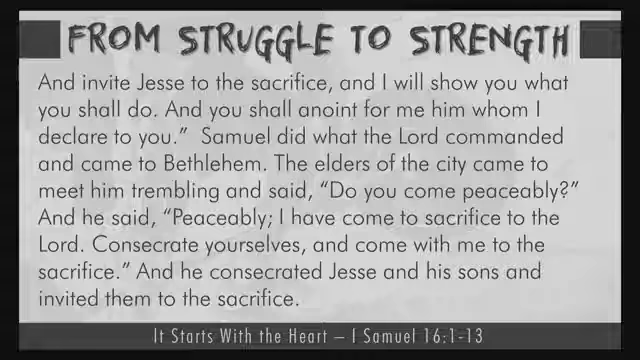 FROM STRUGGLE TO STRENGTH
And invite Jesse to the sacrifice, and I will show you what
you shall do. And you shall anoint for me him whom I
declare to you.”  Samuel did what the Lord commanded
and came to Bethlehem. The elders of the city came to
meet him trembling and said, “Do you come peaceably?”
And he said, “Peaceably; I have come to sacrifice to the
Lord. Consecrate yourselves, and come with me to the
sacrifice.” And he consecrated Jesse and his sons and
invited them to the sacrifice.
It Starts With the Heart – I Samuel 16:1-13